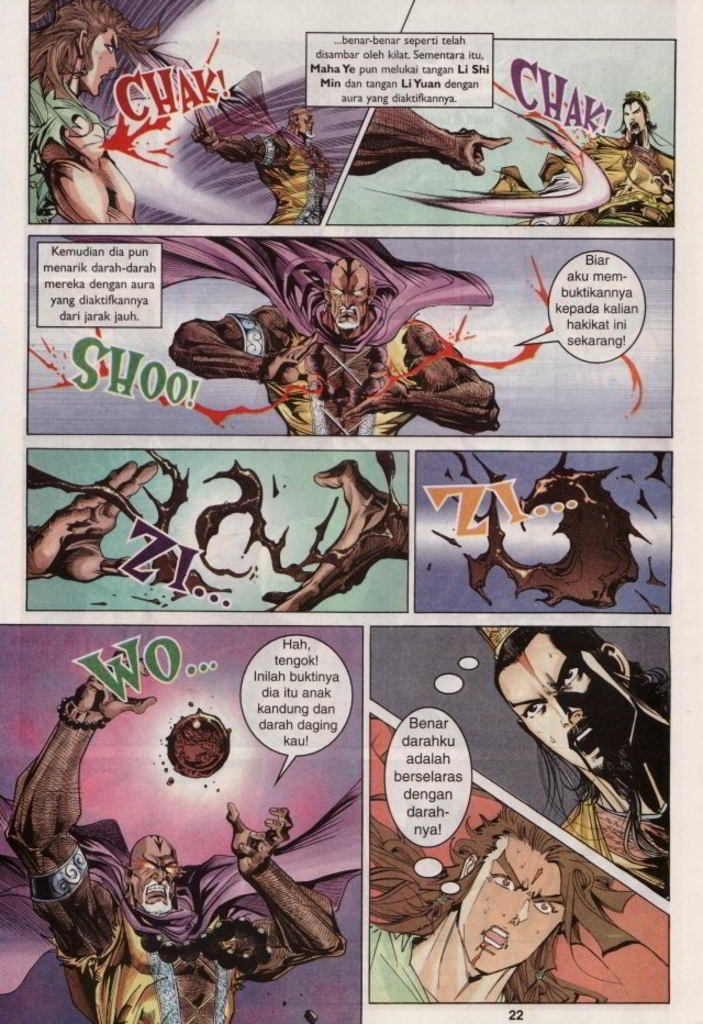 CHAK!
...benar-benar seperti telah
disambar oleh kilat. Sementara itu,
Maha Ye pun melukai tangan Li Shi
Min dan tangan Li Yuan dengan
aura yang diaktifkannya.
CHAK!
Kemudian dia pun
menarik darah-darah
mereka dengan aura
yang diaktifkannya
dari jarak jauh.
SHOO!
Biar
aku mem-
buktikannya
kepada kalian
hakikat ini
sekarang!
ZI...
ZI...
WO...
Hah,
tengok!
Inilah buktinya
dia itu anak
kandung dan
darah daging
kau!
Benar
darahku
adalah
berselaras
dengan
darah-
nya!
22